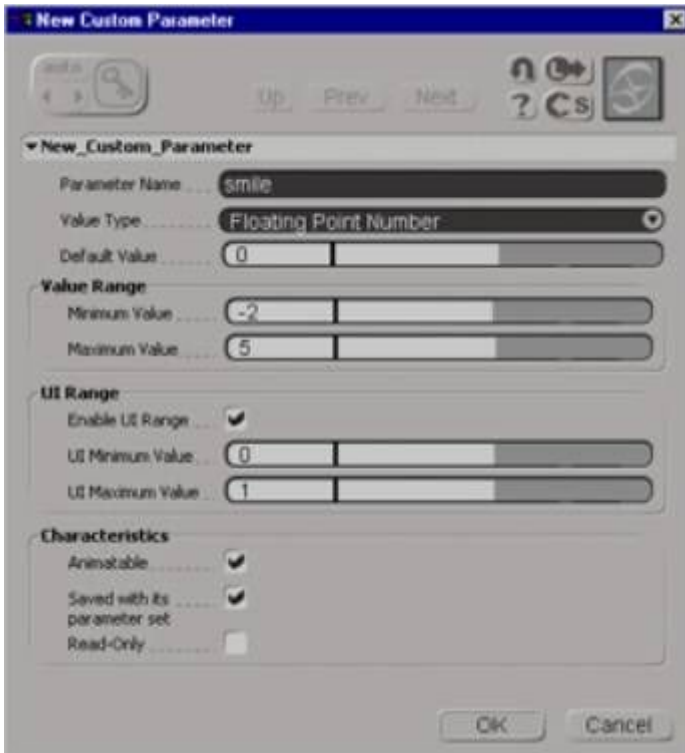 New Custom Parameter
auto
Up Prev Next
? C S
New_Custom_Parameter
Parameter Name smile
Value Type Floating Point Number
Default Value 0
Value Range
Minimum Value -2
Maximum Value 5
UI Range
Enable UI Range
UI Minimum Value 0
UI Maximum Value 1
Characteristics
Animatable
Saved with its
parameter set
Read-Only
OK Cancel